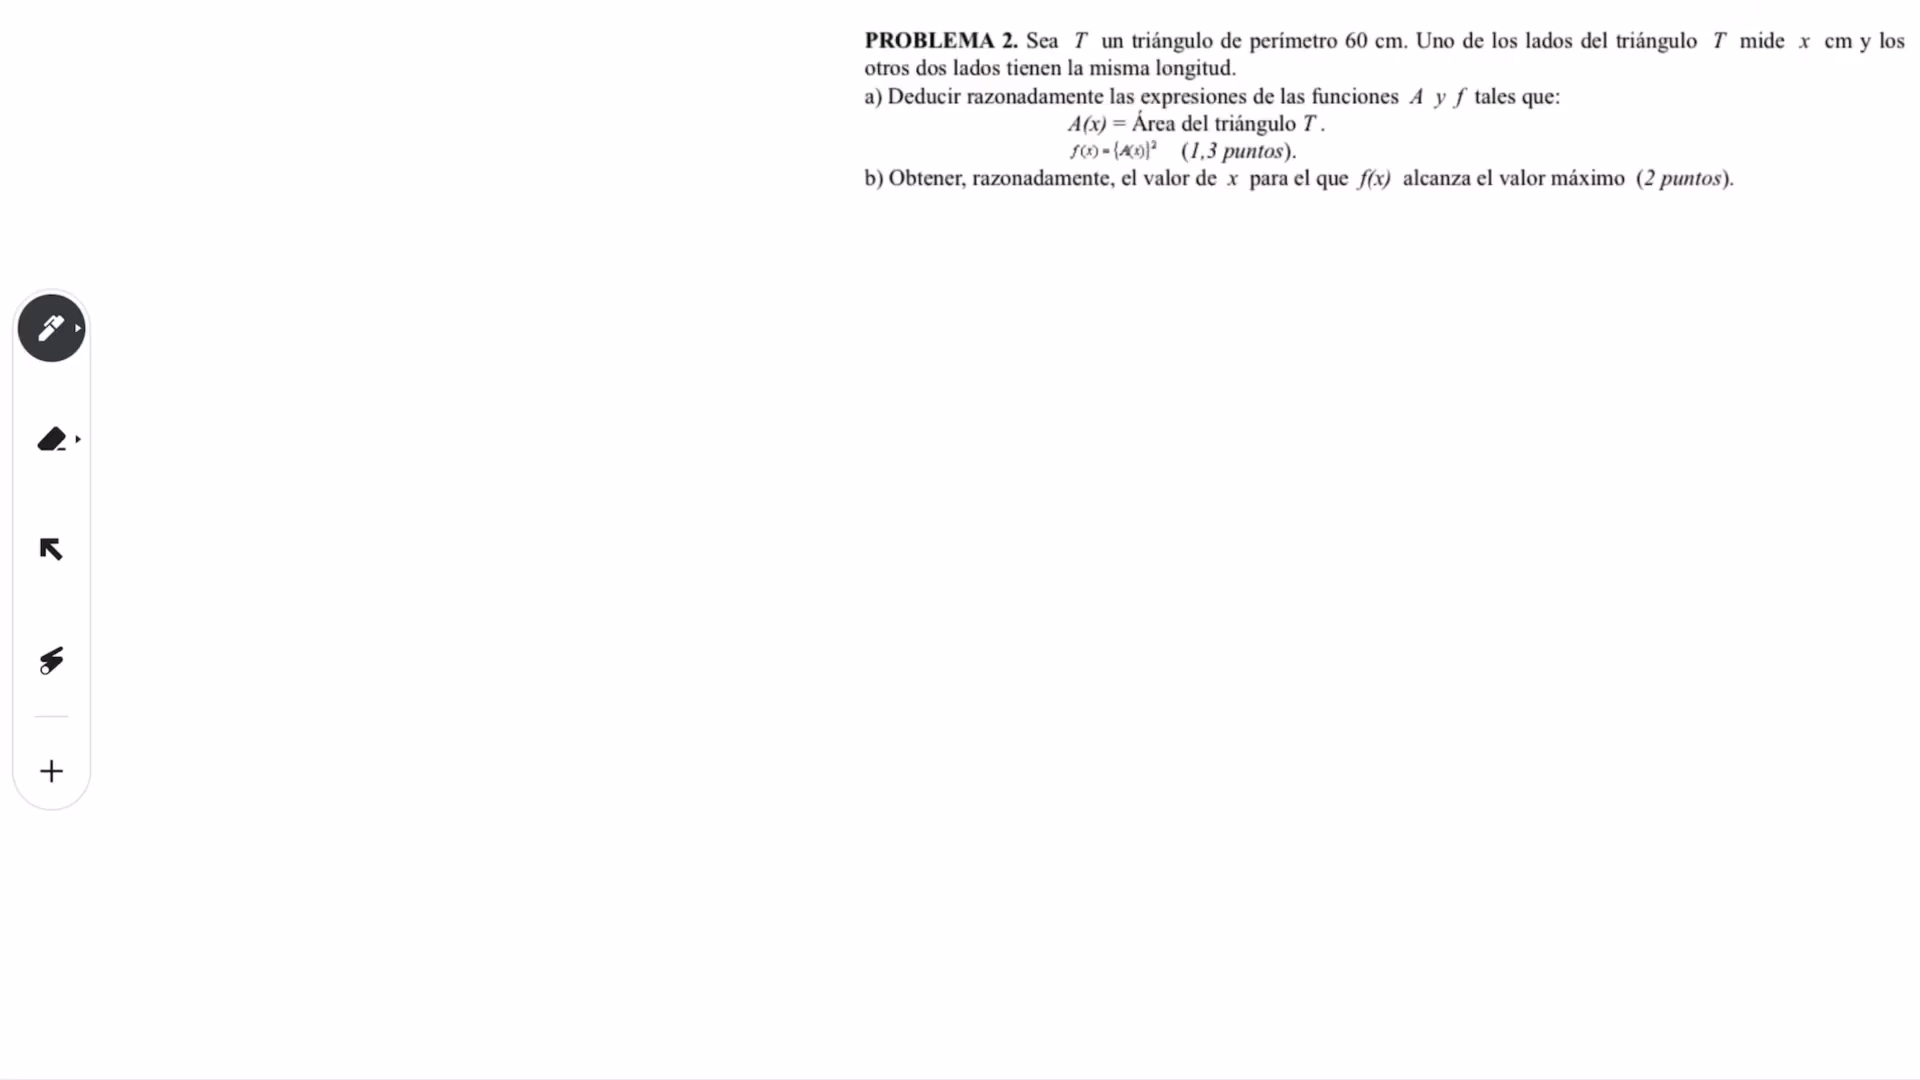 PROBLEMA 2. Sea T un triángulo de perímetro 60 cm. Uno de los lados del triángulo T mide x cm y los
otros dos lados tienen la misma longitud.
a) Deducir razonadamente las expresiones de las funciones A y f tales que:
A(x) = Área del triángulo T .
f(x) = {A(x)}² (1,3 puntos).
b) Obtener, razonadamente, el valor de x para el que f(x) alcanza el valor máximo (2 puntos).